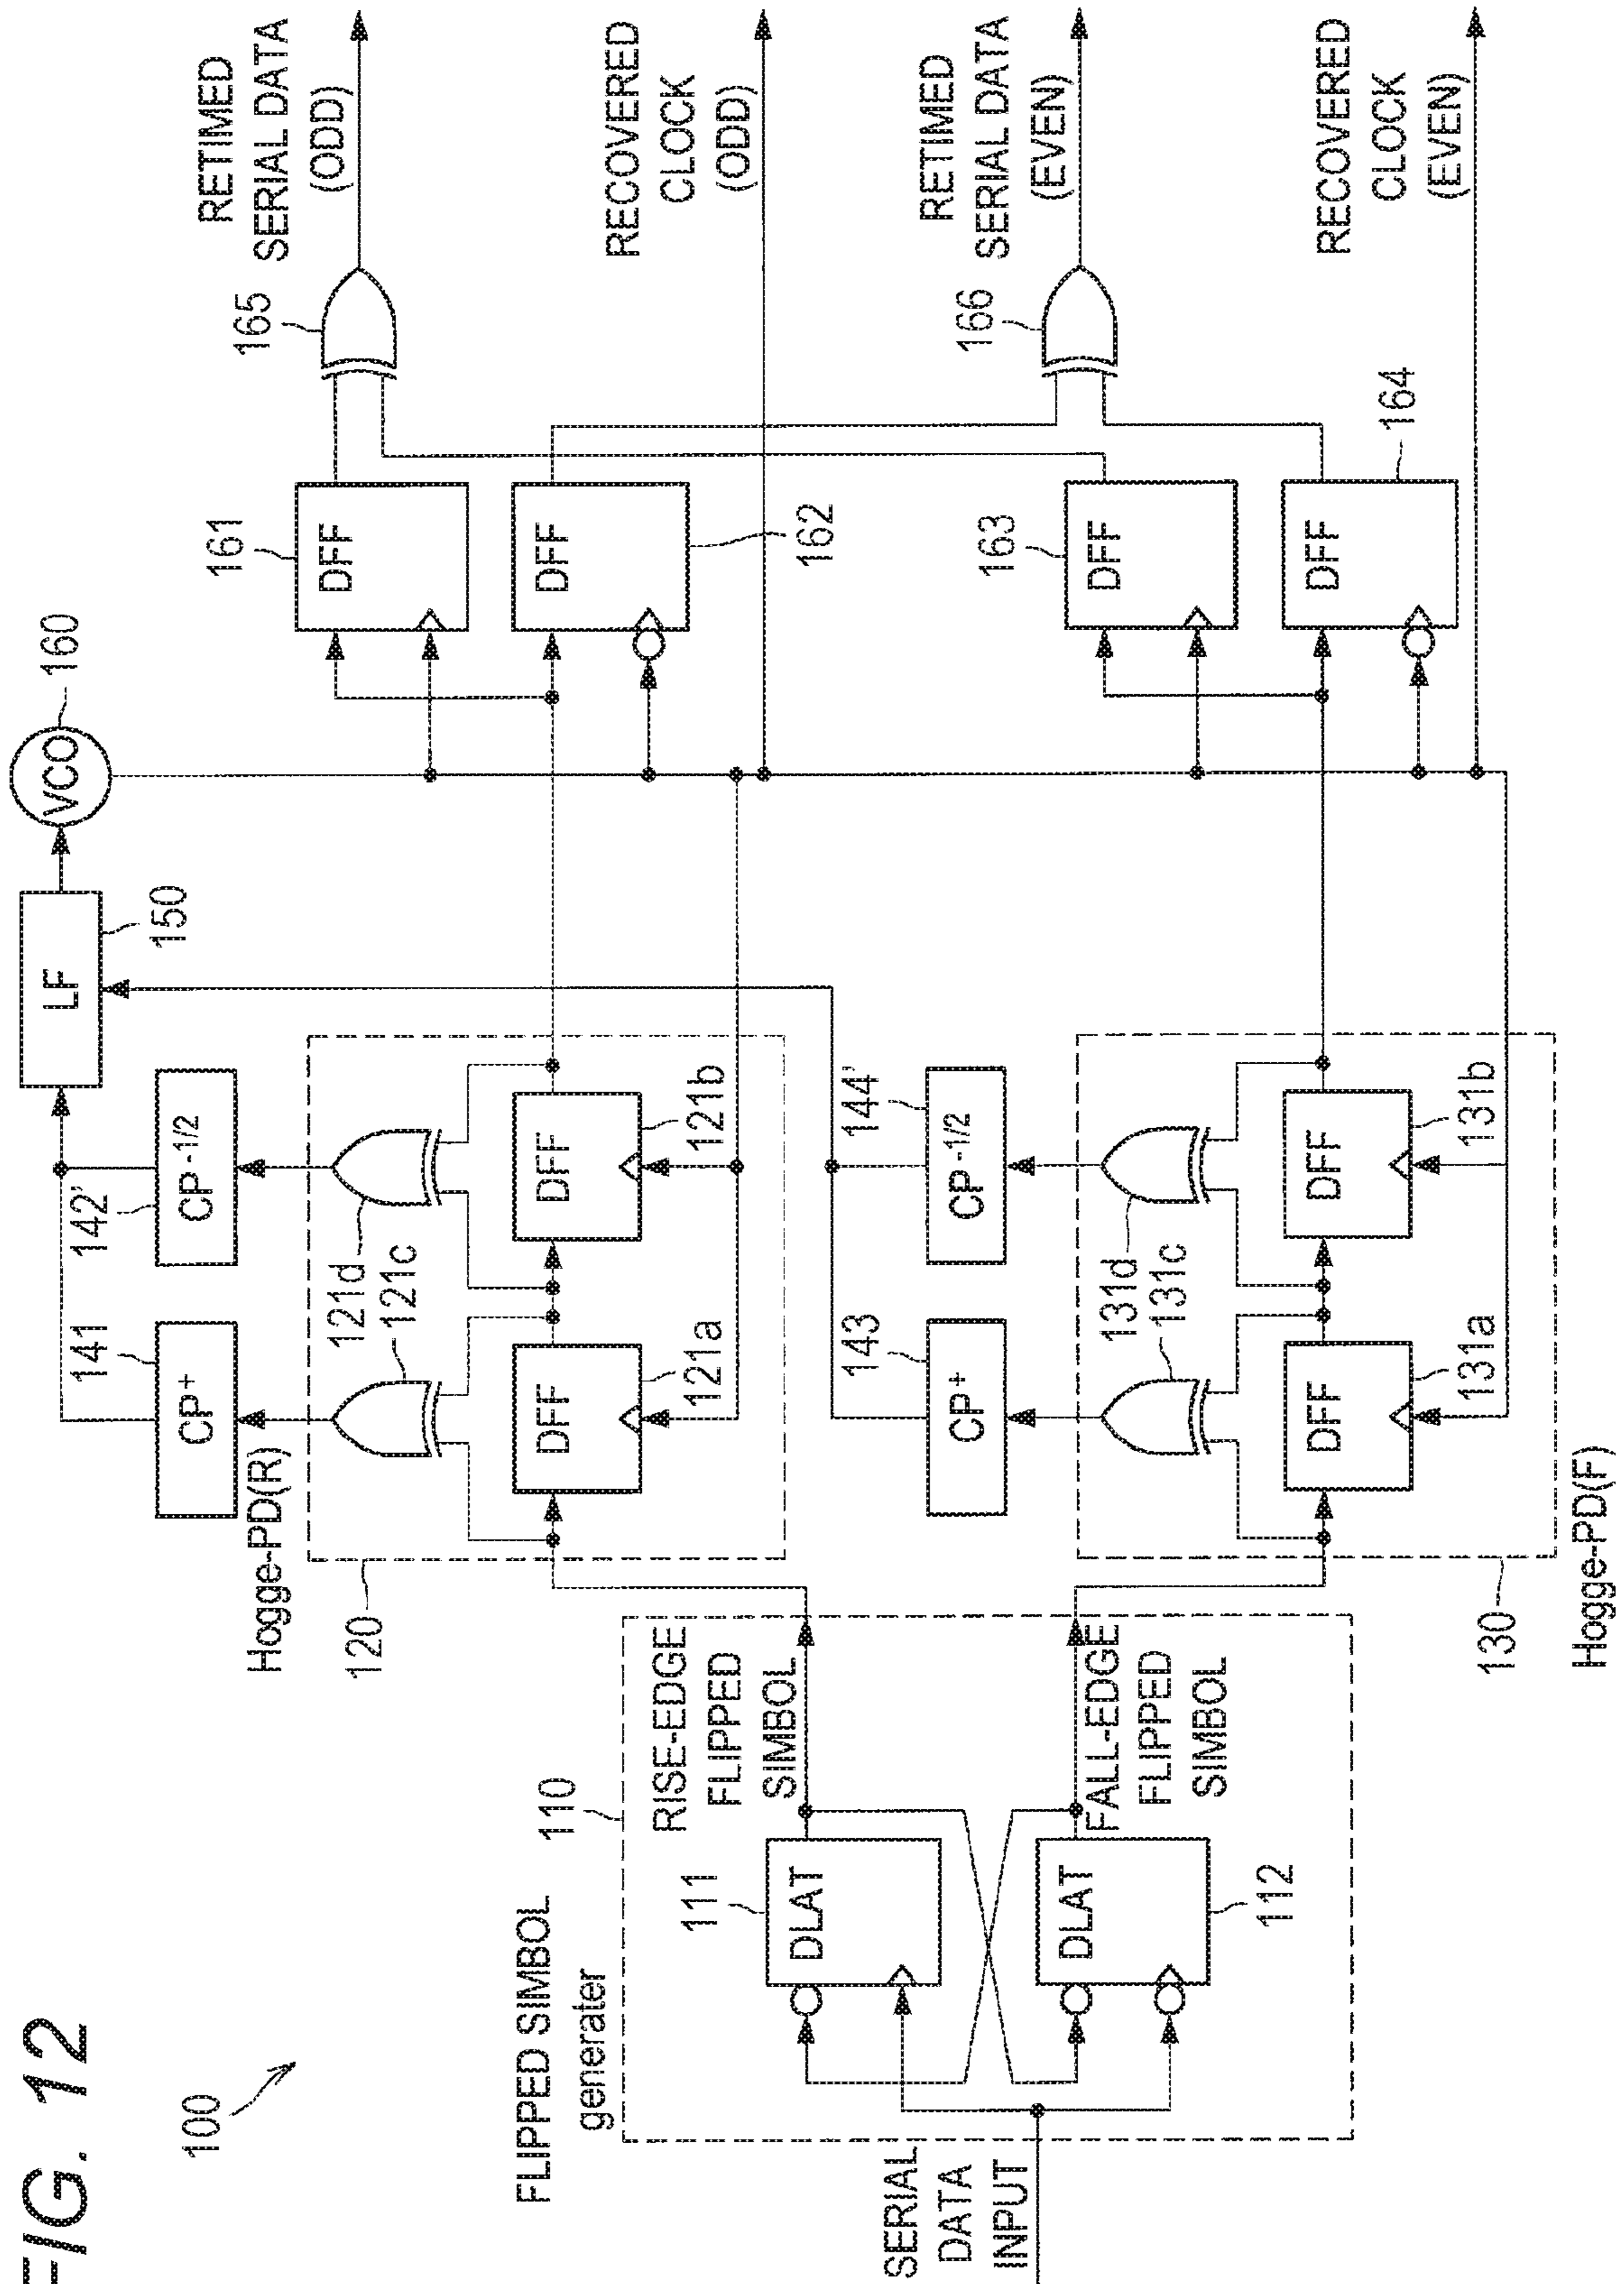 FIG. 12
100
FLIPPED SIMBOL
generater
110
SERIAL
DATA
INPUT
111
DLAT
112
DLAT
RISE-EDGE
FLIPPED
SIMBOL
FALL-EDGE
FLIPPED
SIMBOL
Hogge-PD(R)
120
141
CP+
142'
CP-1/2
121d
121c
DFF
121a
DFF
121b
LF
150
VCO
160
143
CP+
144'
CP-1/2
131d
131c
DFF
131a
DFF
131b
130
Hogge-PD(F)
161
DFF
DFF
162
163
DFF
DFF
164
165
166
RETIMED
SERIAL DATA
(ODD)
RECOVERED
CLOCK
(ODD)
RETIMED
SERIAL DATA
(EVEN)
RECOVERED
CLOCK
(EVEN)